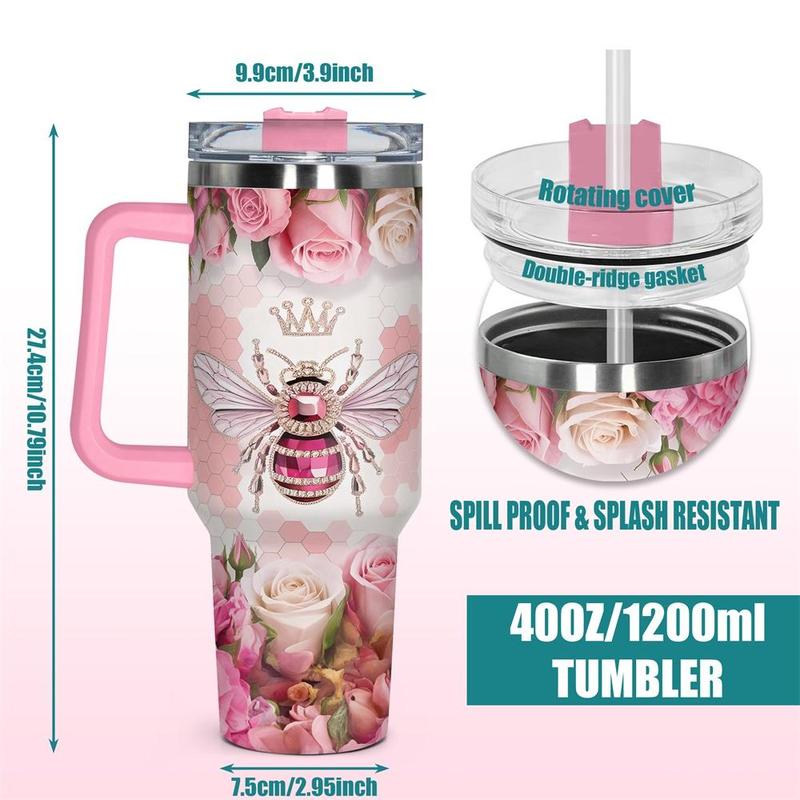 9.9cm/3.9inch
27.4cm/10.79inch
7.5cm/2.95inch
Rotating cover
Double-ridge gasket
SPILL PROOF & SPLASH RESISTANT
40OZ/1200ml
TUMBLER